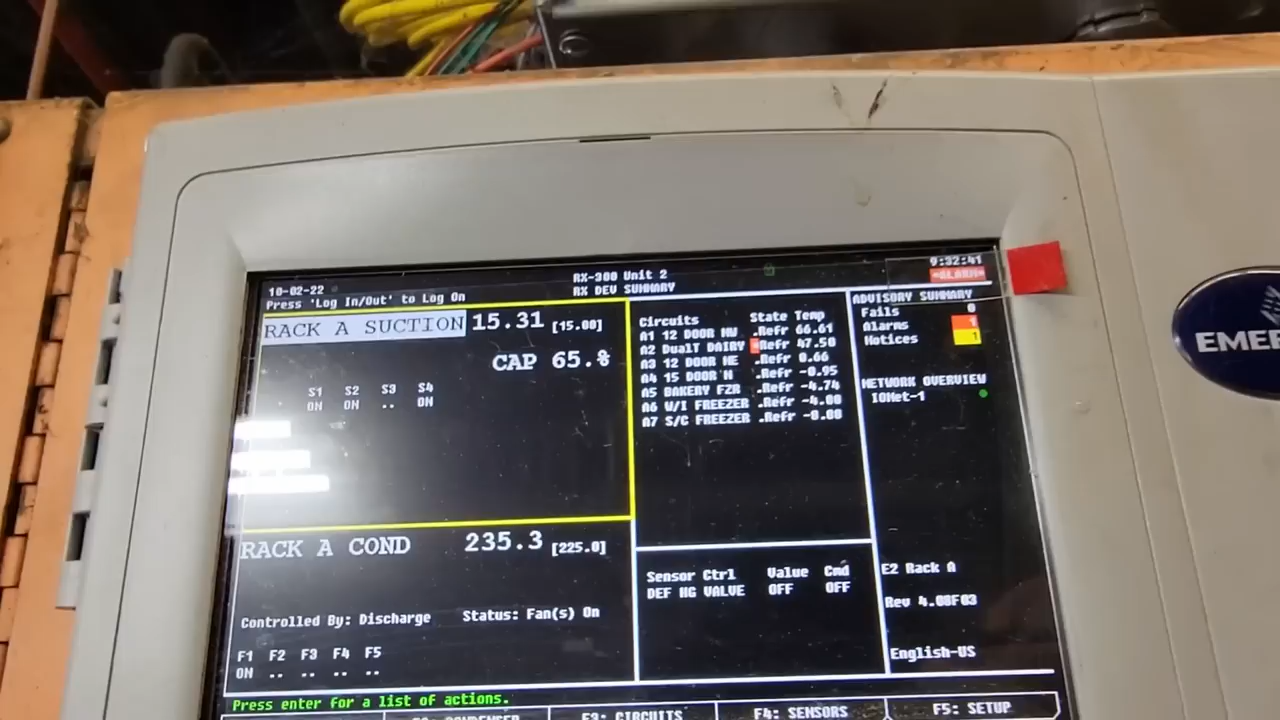 RX-300 Unit 2
9:32:41
10-02-22
RX DEV SUMMARY
*ALARM*
Press 'Log In/Out' to Log On
RACK A SUCTION 15.31 [15.00]
CAP 65.%
S1 S2 S3 S4
ON ON .. ON
Circuits State Temp
A1 12 DOOR NW .Refr 66.61
A2 DualT DAIRY *Refr 47.50
A3 12 DOOR NE .Refr 0.66
A4 15 DOOR N .Refr -0.95
A5 BAKERY FZR .Refr -4.74
A6 W/I FREEZER .Refr -4.00
A7 S/C FREEZER .Refr -0.00
ADVISORY SUMMARY
Fails 0
Alarms 1
Notices 1
NETWORK OVERVIEW
IONet-1
EMER
RACK A COND 235.3 [225.0]
Controlled By: Discharge Status: Fan(s) On
F1 F2 F3 F4 F5
ON .. .. .. ..
Sensor Ctrl Value Cmd
DEF HG VALVE OFF OFF
E2 Rack A
Rev 4.08F03
English-US
Press enter for a list of actions.
F2: CONDENSER F3: CIRCUITS F4: SENSORS F5: SETUP